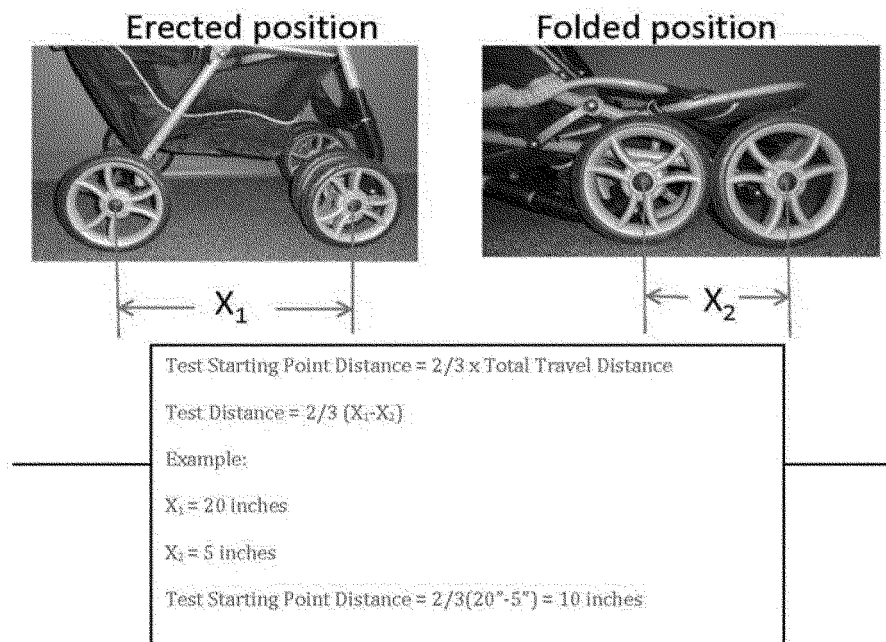 Erected position Folded position
X₁ X₂
Test Starting Point Distance = 2/3 x Total Travel Distance
Test Distance = 2/3 (X₁-X₂)
Example:
X₁ = 20 inches
X₂ = 5 inches
Test Starting Point Distance = 2/3(20"-5") = 10 inches